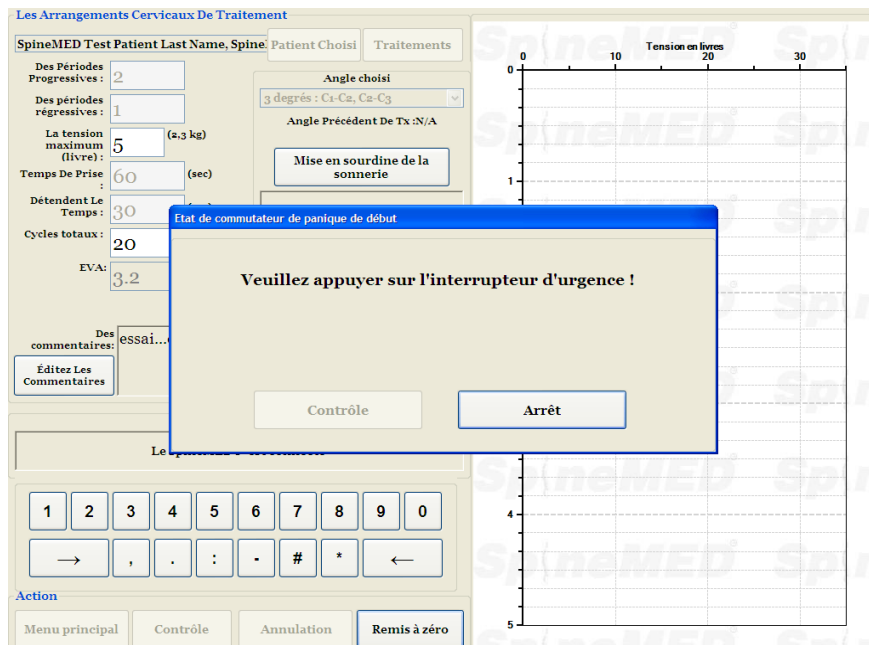 Les Arrangements Cervicaux De Traitement
SpineMED Test Patient Last Name, Spine
Patient Choisi
Traitements
Des Périodes
Progressives :
2
Des périodes
régressives :
1
La tension
maximum
(livre) :
5
(2,3 kg)
Temps De Prise
:
60
(sec)
Détendent Le
Temps :
30
Cycles totaux :
20
EVA:
3.2
Angle choisi
3 degrés : C1-C2, C2-C3
Angle Précédent De Tx :N/A
Mise en sourdine de la
sonnerie
Des
commentaires:
essai...
Éditez Les
Commentaires
Etat de commutateur de panique de début
Veuillez appuyer sur l'interrupteur d'urgence !
Contrôle
Arrêt
Le
1 2 3 4 5 6 7 8 9 0
→ , . : - # * ←
Action
Menu principal
Contrôle
Annulation
Remis à zéro
Tension en livres
0 10 20 30
0
1
4
5
SpineMED